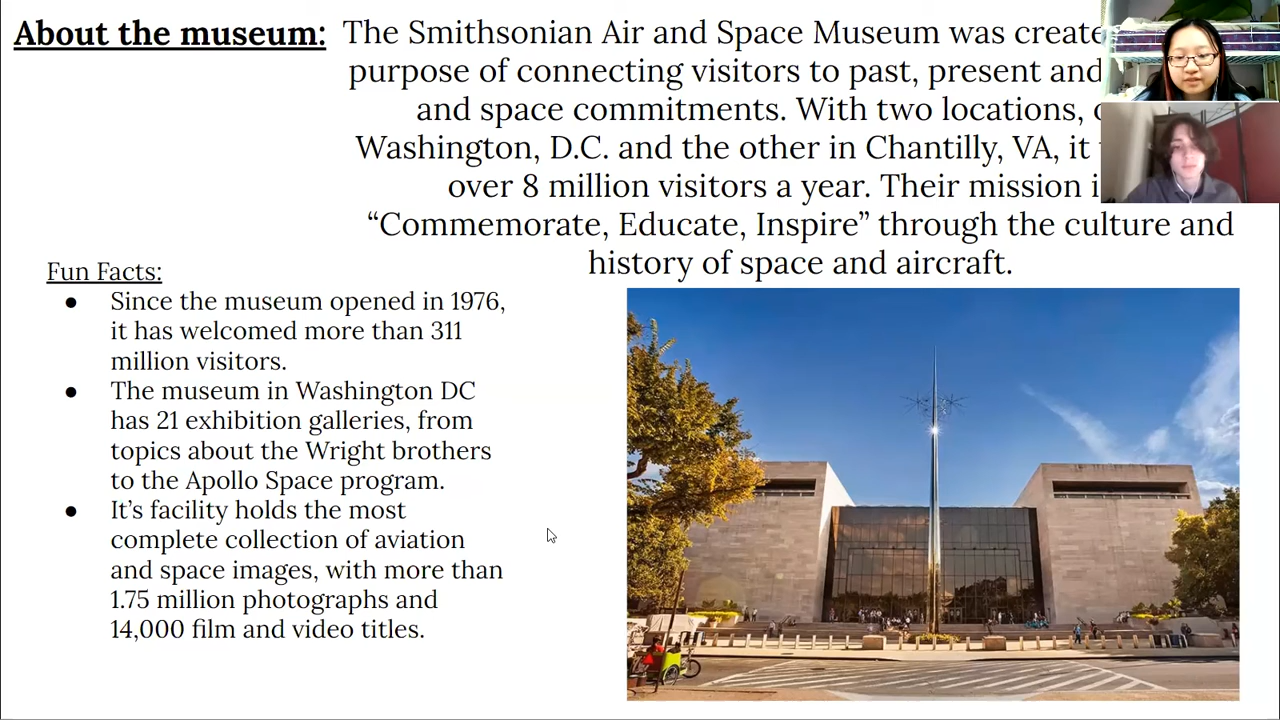 About the museum: The Smithsonian Air and Space Museum was create
purpose of connecting visitors to past, present and
and space commitments. With two locations,
Washington, D.C. and the other in Chantilly, VA, it
over 8 million visitors a year. Their mission
“Commemorate, Educate, Inspire” through the culture and
history of space and aircraft.
Fun Facts:
● Since the museum opened in 1976,
it has welcomed more than 311
million visitors.
● The museum in Washington DC
has 21 exhibition galleries, from
topics about the Wright brothers
to the Apollo Space program.
● It’s facility holds the most
complete collection of aviation
and space images, with more than
1.75 million photographs and
14,000 film and video titles.